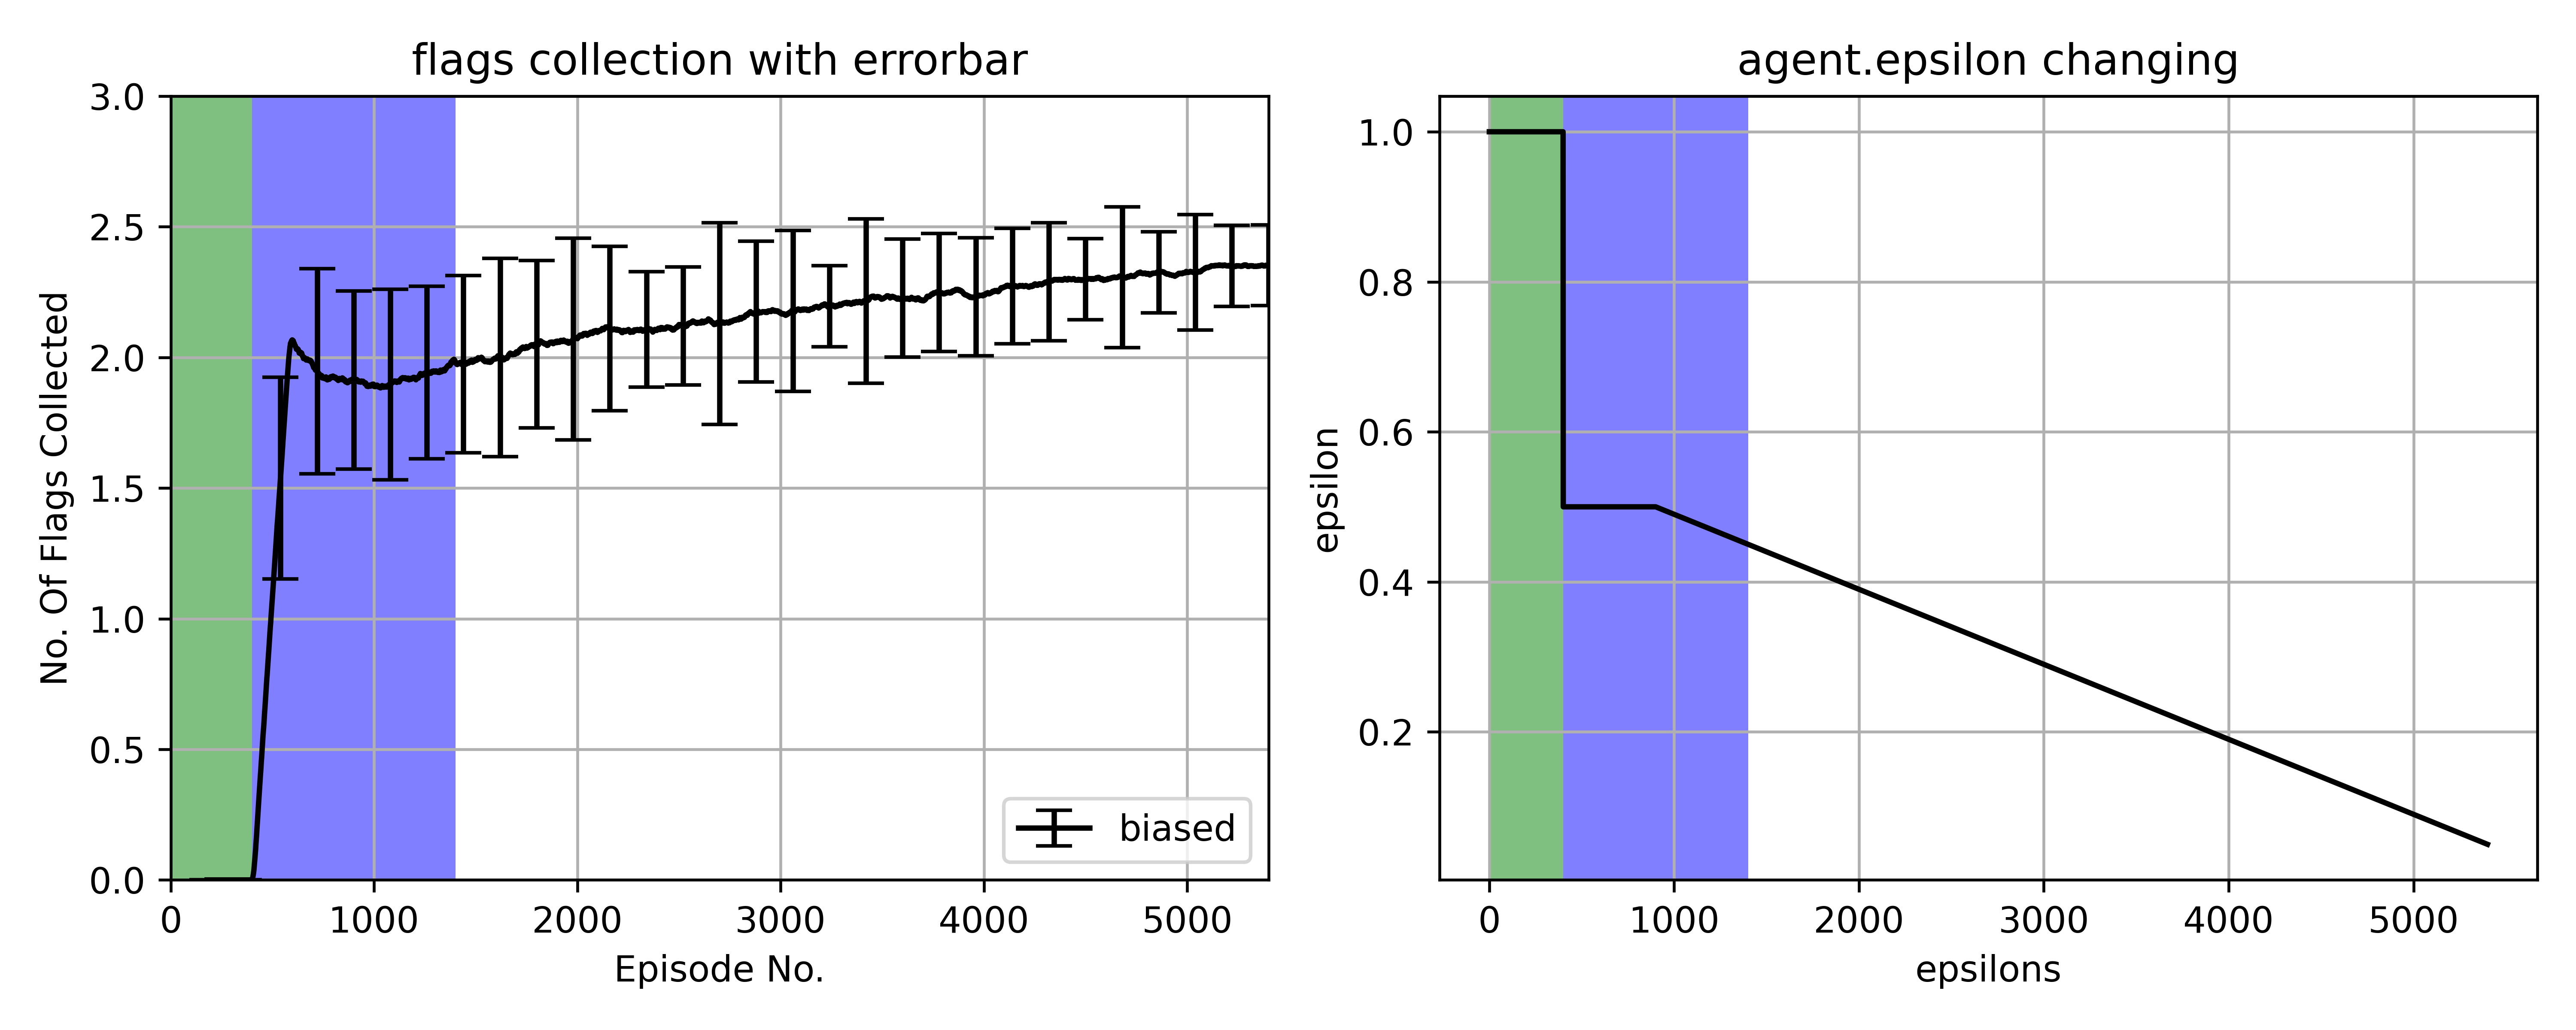 flags collection with errorbar
3.0
2.5
2.0
1.5
1.0
0.5
0.0
No. Of Flags Collected
0 1000 2000 3000 4000 5000
Episode No.
biased
agent.epsilon changing
1.0
0.8
0.6
0.4
0.2
epsilon
0 1000 2000 3000 4000 5000
epsilons